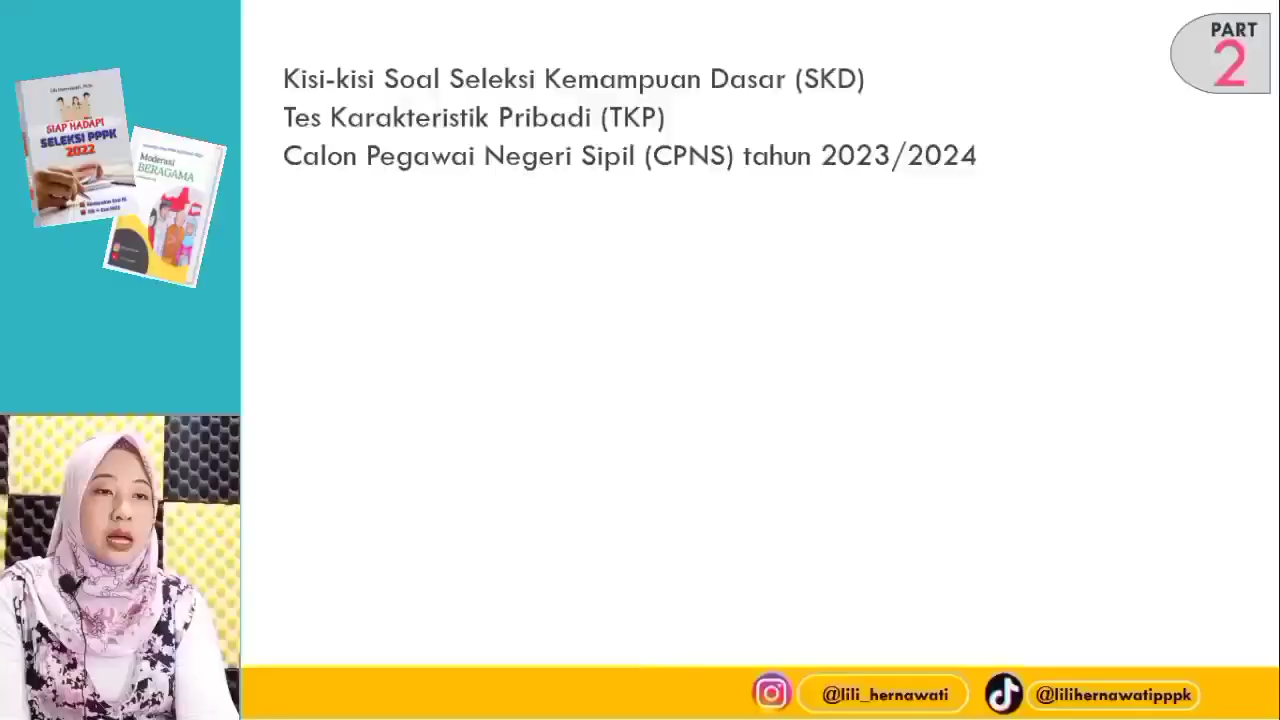 PART
2
Kisi-kisi Soal Seleksi Kemampuan Dasar (SKD)
Tes Karakteristik Pribadi (TKP)
Calon Pegawai Negeri Sipil (CPNS) tahun 2023/2024
SIAP HADAPI
SELEKSI PPPK
2022
Moderasi
BERAGAMA
@lili_hernawati
@lilihernawatipppk